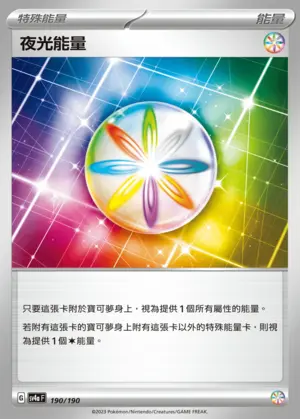 特殊能量 能量
夜光能量
只要這張卡附於寶可夢身上,視為提供1個所有屬性的能量。
若附有這張卡的寶可夢身上附有這張卡以外的特殊能量卡,則視
為提供1個✶能量。
G sv4a F 190/190
©2023 Pokémon/Nintendo/Creatures/GAME FREAK.